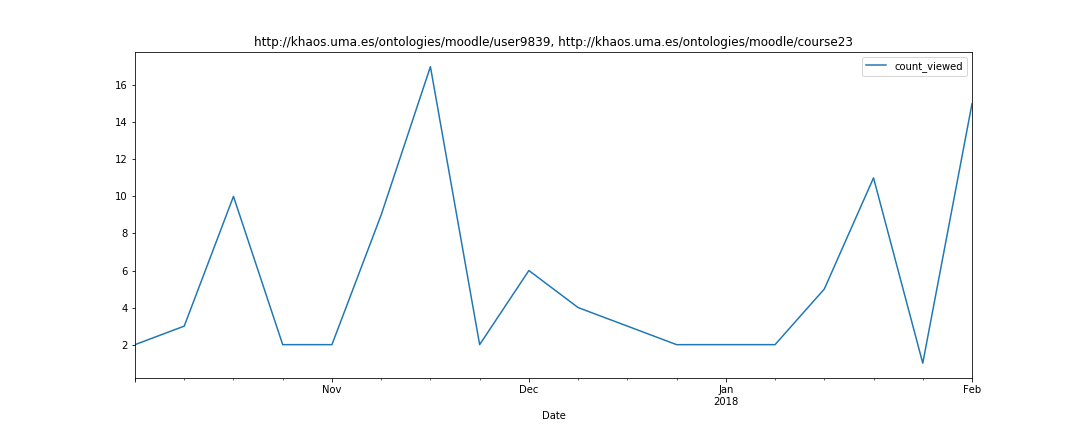 http://khaos.uma.es/ontologies/moodle/user9839, http://khaos.uma.es/ontologies/moodle/course23
count_viewed
16
14
12
10
8
6
4
2
Nov
Dec
Jan
2018
Feb
Date